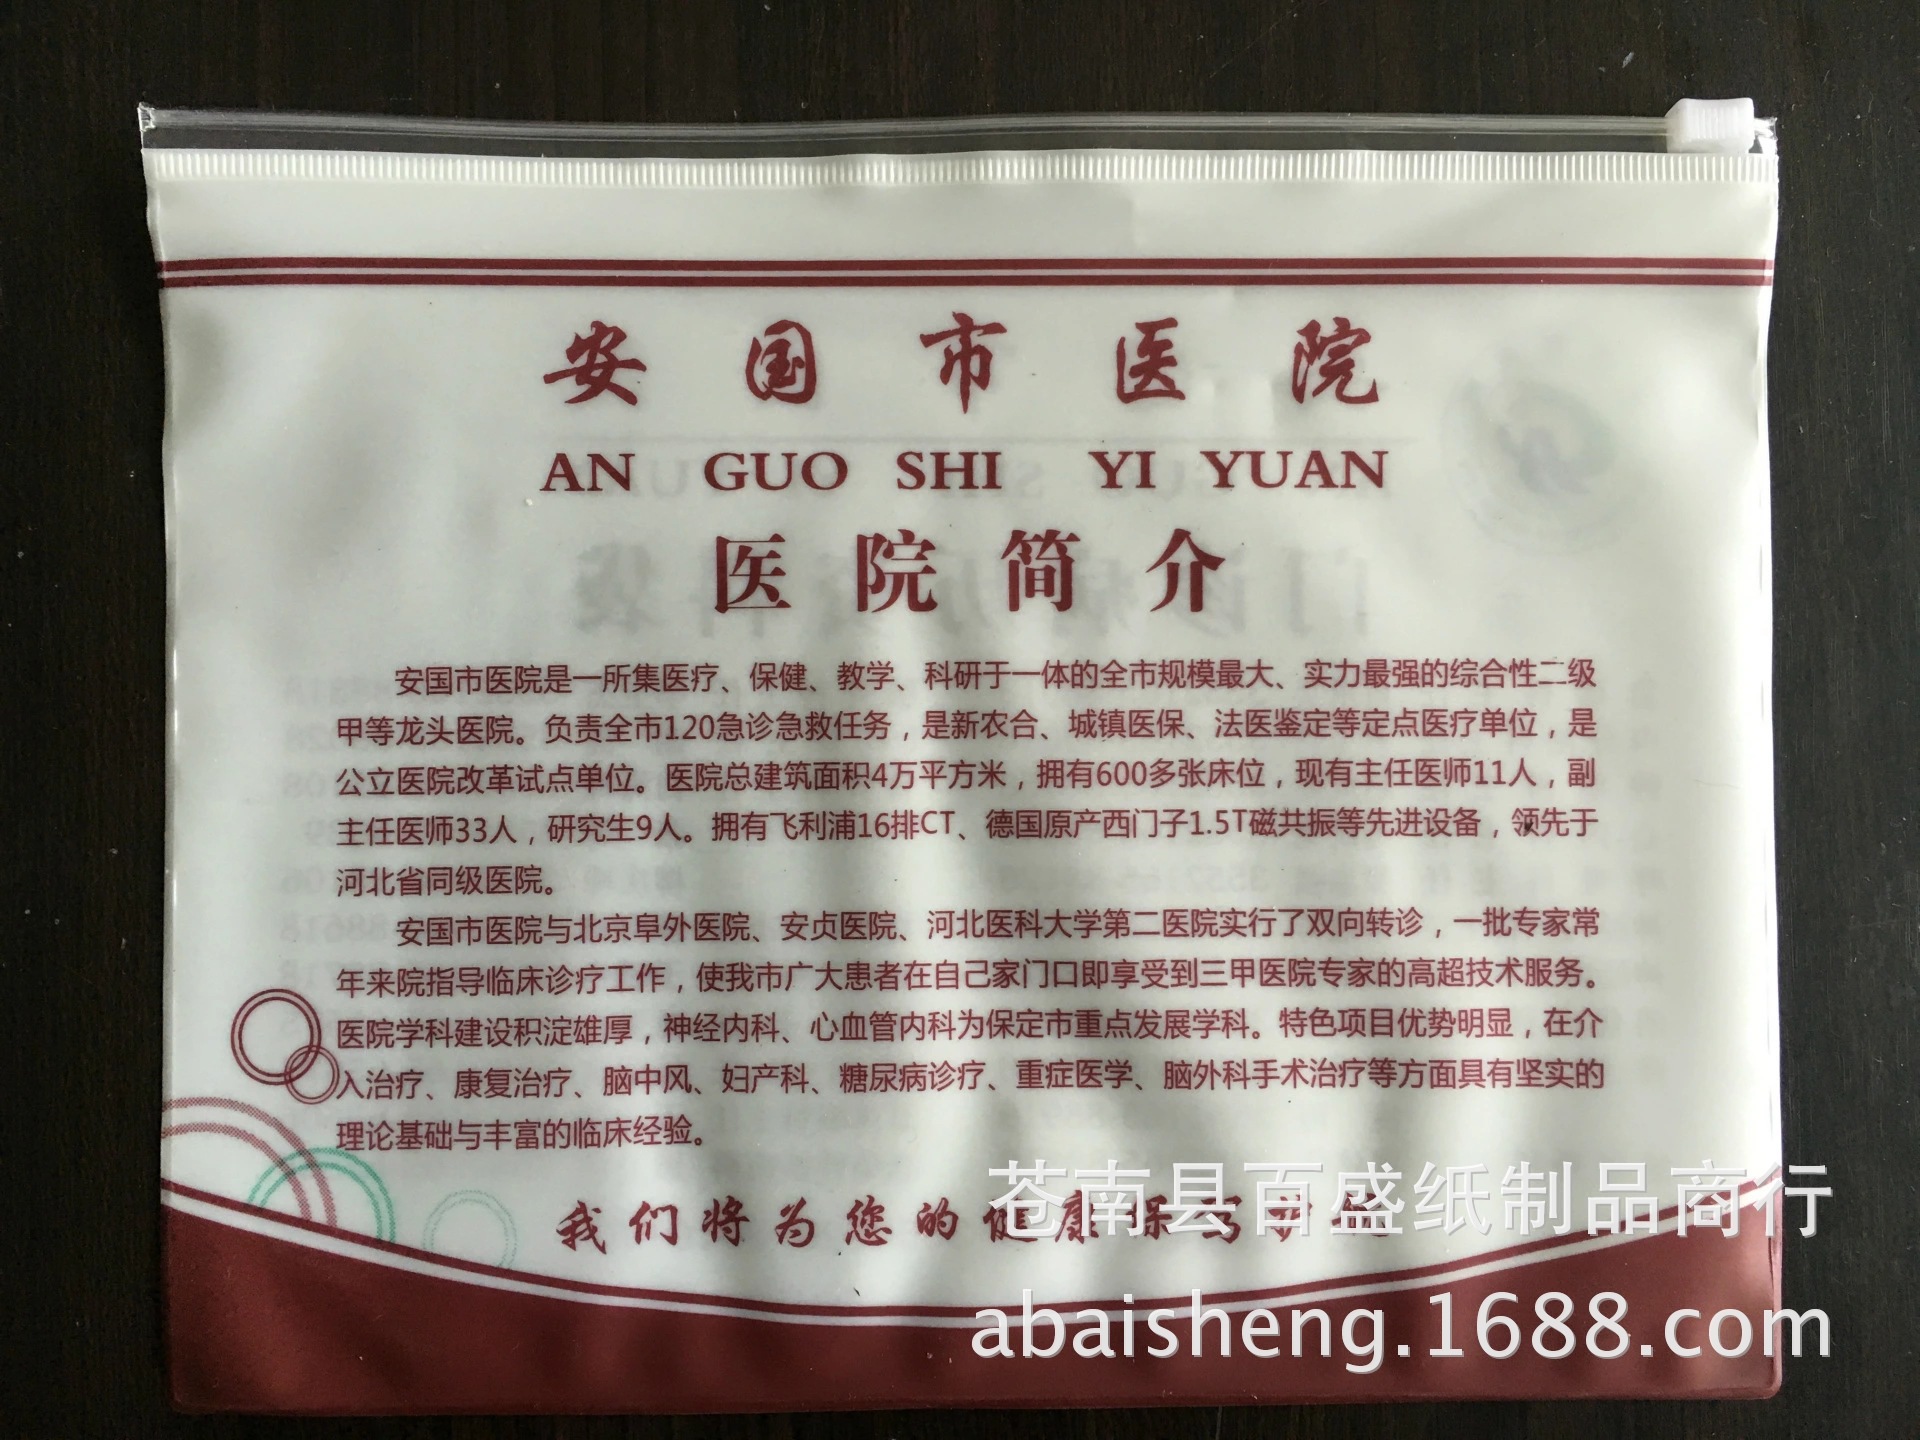 安国市医院
AN GUO SHI YI YUAN
医院简介
安国市医院是一所集医疗、保健、教学、科研于一体的全市规模最大、实力最强的综合性二级
甲等龙头医院。负责全市120急诊急救任务，是新农合、城镇医保、法医鉴定等定点医疗单位，是
公立医院改革试点单位。医院总建筑面积4万平方米，拥有600多张床位，现有主任医师11人，副
主任医师33人，研究生9人。拥有飞利浦16排CT、德国原产西门子1.5T磁共振等先进设备，领先于
河北省同级医院。
安国市医院与北京阜外医院、安贞医院、河北医科大学第二医院实行了双向转诊，一批专家常
年来院指导临床诊疗工作，使我市广大患者在自己家门口即享受到三甲医院专家的高超技术服务。
医院学科建设积淀雄厚，神经内科、心血管内科为保定市重点发展学科。特色项目优势明显，在介
入治疗、康复治疗、脑中风、妇产科、糖尿病诊疗、重症医学、脑外科手术治疗等方面具有坚实的
理论基础与丰富的临床经验。
我们将为您的健康保驾护航
苍南县百盛纸制品商行
abaisheng.1688.com